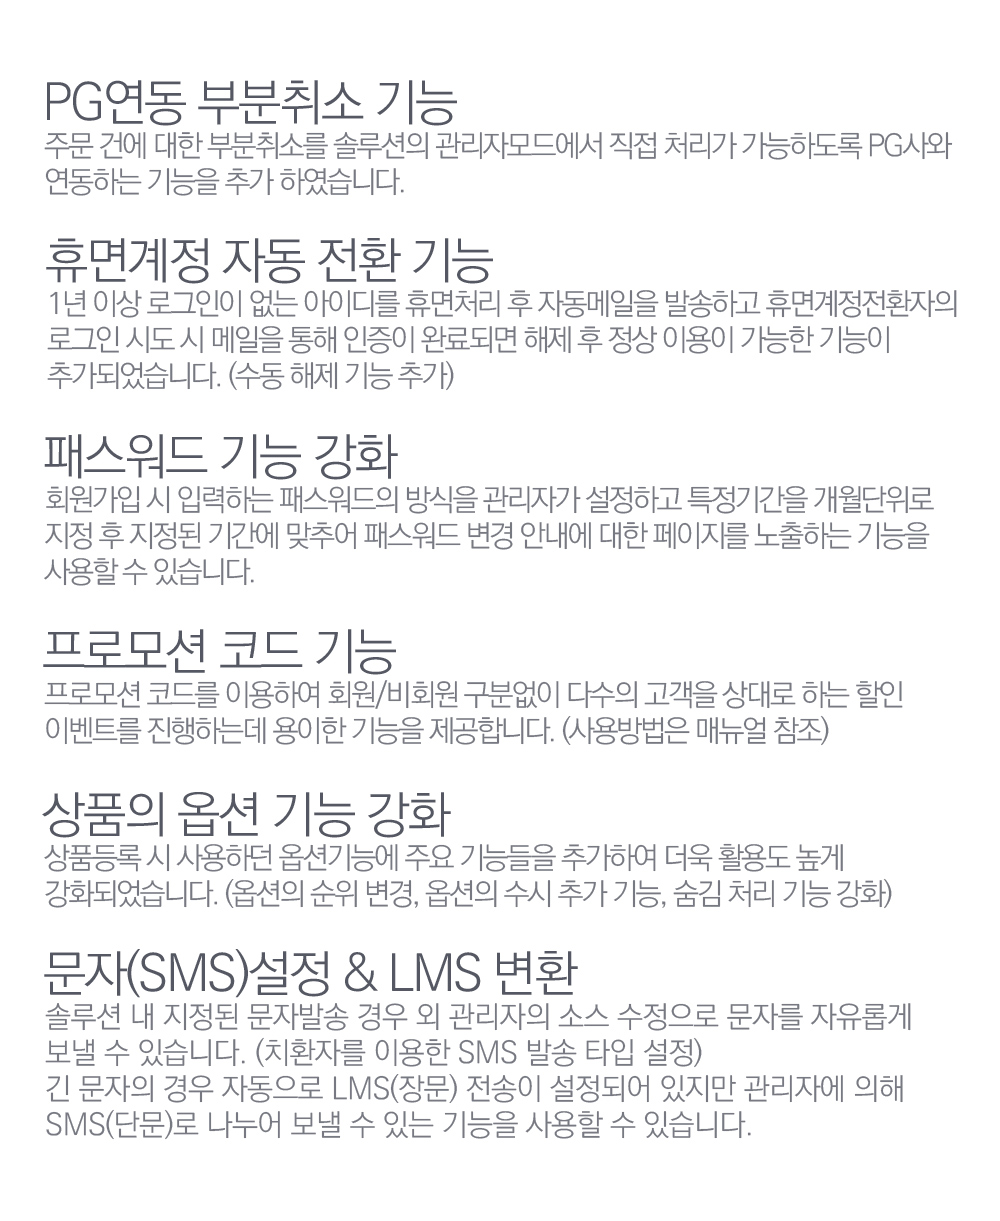 PG연동 부분취소 기능
주문 건에 대한 부분취소를 솔루션의 관리자모드에서 직접 처리가 가능하도록 PG사와
연동하는 기능을 추가 하였습니다.
휴면계정 자동 전환 기능
1년 이상 로그인이 없는 아이디를 휴면처리 후 자동메일을 발송하고 휴면계정전환자의
로그인 시도 시 메일을 통해 인증이 완료되면 해제 후 정상 이용이 가능한 기능이
추가되었습니다. (수동 해제 기능 추가)
패스워드 기능 강화
회원가입 시 입력하는 패스워드의 방식을 관리자가 설정하고 특정기간을 개월단위로
지정 후 지정된 기간에 맞추어 패스워드 변경 안내에 대한 페이지를 노출하는 기능을
사용할 수 있습니다.
프로모션 코드 기능
프로모션 코드를 이용하여 회원/비회원 구분없이 다수의 고객을 상대로 하는 할인
이벤트를 진행하는데 용이한 기능을 제공합니다. (사용방법은 매뉴얼 참조)
상품의 옵션 기능 강화
상품등록 시 사용하던 옵션기능에 주요 기능들을 추가하여 더욱 활용도 높게
강화되었습니다. (옵션의 순위 변경, 옵션의 수시 추가 기능, 숨김 처리 기능 강화)
문자(SMS)설정 & LMS 변환
솔루션 내 지정된 문자발송 경우 외 관리자의 소스 수정으로 문자를 자유롭게
보낼 수 있습니다. (치환자를 이용한 SMS 발송 타입 설정)
긴 문자의 경우 자동으로 LMS(장문) 전송이 설정되어 있지만 관리자에 의해
SMS(단문)로 나누어 보낼 수 있는 기능을 사용할 수 있습니다.